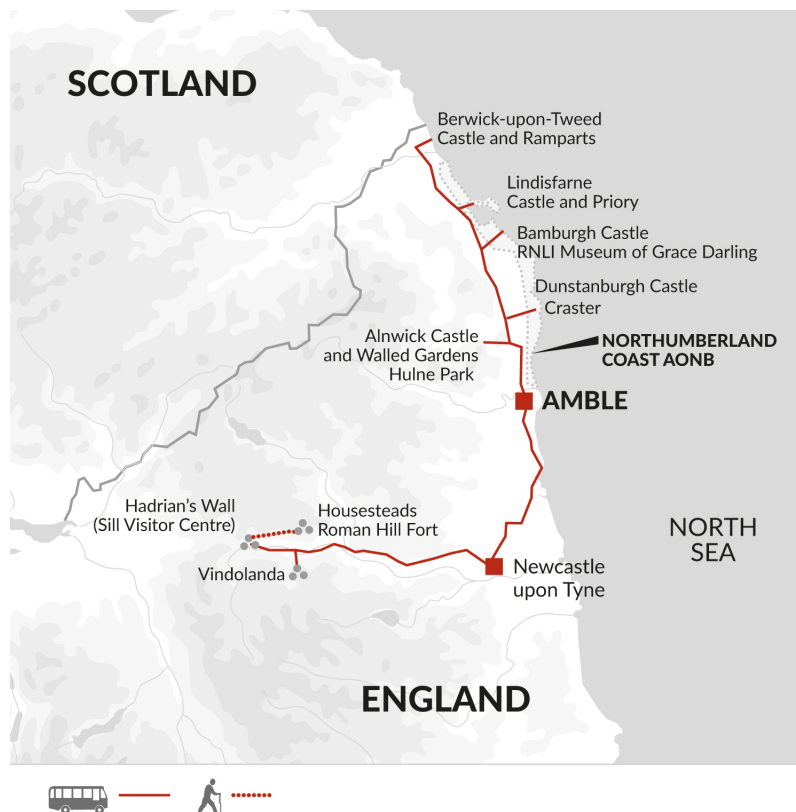 SCOTLAND
Berwick-upon-Tweed
Castle and Ramparts
Lindisfarne
Castle and Priory
Bamburgh Castle
RNLI Museum of Grace Darling
Dunstanburgh Castle
Craster
Alnwick Castle
and Walled Gardens
Hulne Park
NORTHUMBERLAND
COAST AONB
AMBLE
Hadrian’s Wall
(Sill Visitor Centre)
Housesteads
Roman Hill Fort
Vindolanda
NORTH
SEA
Newcastle
upon Tyne
ENGLAND